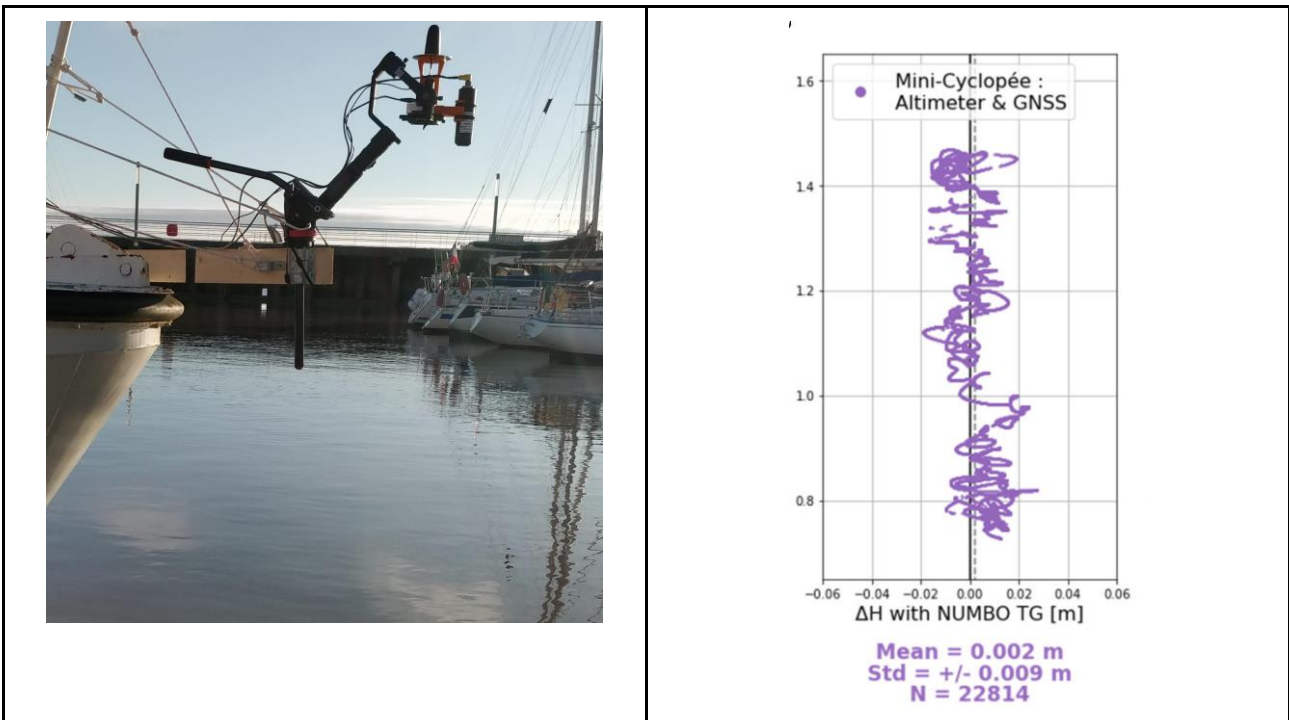 Mini-Cyclopée :
Altimeter & GNSS
1.6
1.4
1.2
1.0
0.8
−0.06 −0.04 −0.02 0.00 0.02 0.04 0.06
ΔH with NUMBO TG [m]
Mean = 0.002 m
Std = +/- 0.009 m
N = 22814